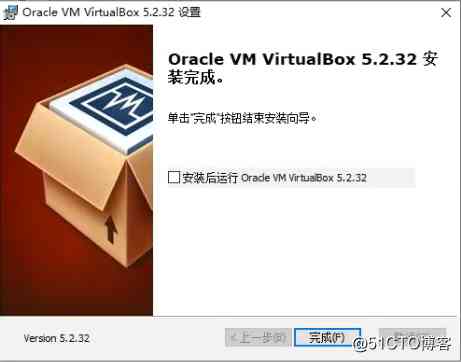 Oracle VM VirtualBox 5.2.32 设置
Oracle VM VirtualBox 5.2.32 安
装完成。
单击"完成"按钮结束安装向导。
安装后运行 Oracle VM VirtualBox 5.2.32
Version 5.2.32
< 上一步(B)
完成(F)
@51CTO博客